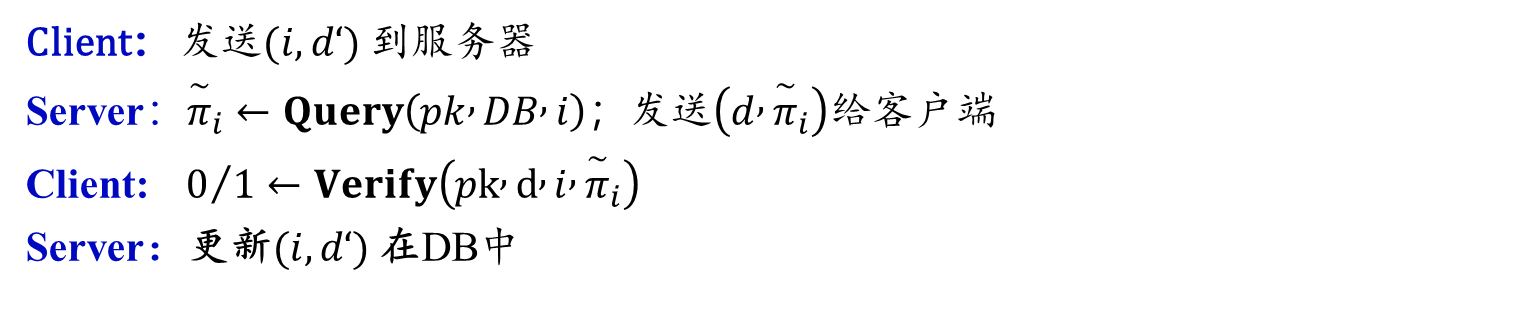 Client: 发送(i, d‘) 到服务器
Server： π̃ᵢ ← Query(pk, DB, i)；发送(d, π̃ᵢ)给客户端
Client: 0/1 ← Verify(pk, d, i, π̃ᵢ)
Server：更新(i, d‘) 在DB中